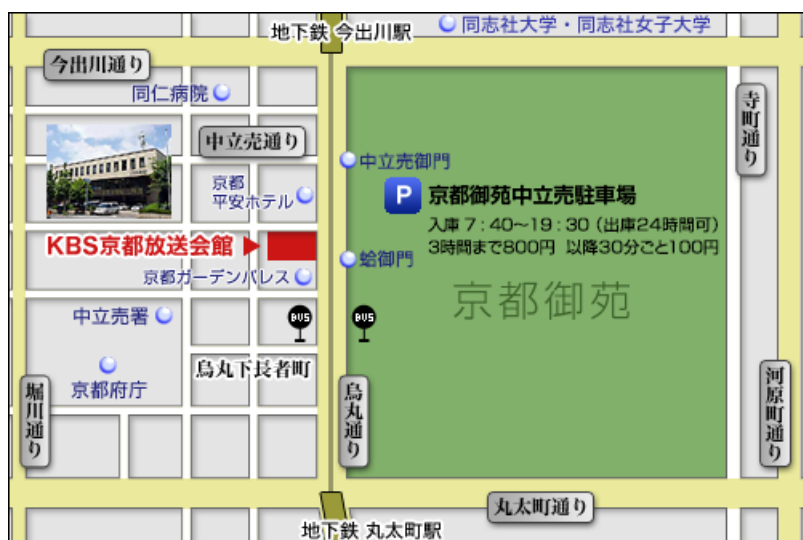 地下鉄 今出川駅
同志社大学・同志社女子大学
今出川通り
同仁病院
寺町通り
中立売通り
中立売御門
京都
平安ホテル
P 京都御苑中立売駐車場
入庫 7:40~19:30 (出庫24時間可)
3時間まで800円 以降30分ごと100円
KBS京都放送会館
蛤御門
京都ガーデンパレス
京都御苑
中立売署
BUS
BUS
烏丸下長者町
京都府庁
堀川通り
烏丸通り
河原町通り
丸太町通り
地下鉄 丸太町駅